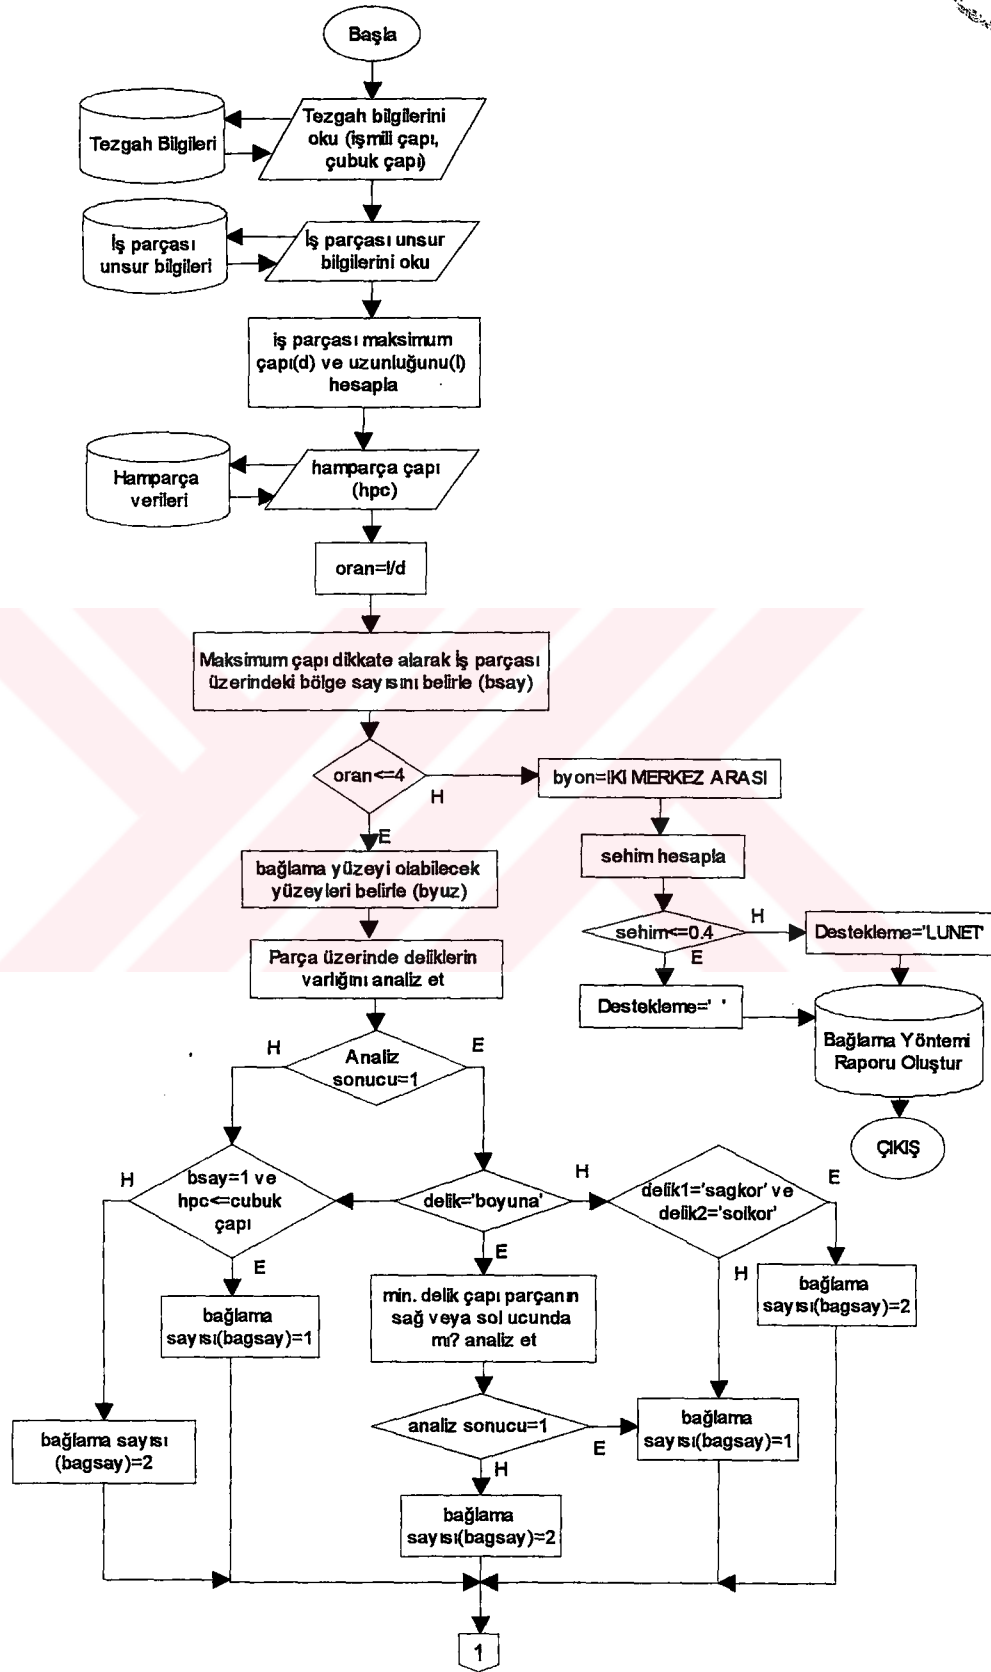 Başla
Tezgah Bilgileri
Tezgah bilgilerini
oku (işmili çapı,
çubuk çapı)
İş parçası
unsur bilgileri
İş parçası unsur
bilgilerini oku
iş parçası maksimum
çapı(d) ve uzunluğunu(l)
hesapla
Hamparça
verileri
hamparça çapı
(hpc)
oran=l/d
Maksimum çapı dikkate alarak iş parçası
üzerindeki bölge sayısını belirle (bsay)
oran<=4
H
E
byon=IKI MERKEZ ARASI
sehim hesapla
bağlama yüzeyi olabilecek
yüzeyleri belirle (byuz)
sehim<=0.4
H
E
Destekleme='LUNET'
Parça üzerinde deliklerin
varlığını analiz et
Destekleme=' '
Bağlama Yöntemi
Raporu Oluştur
ÇIKIŞ
H
Analiz
sonucu=1
E
H
bsay=1 ve
hpc<=cubuk
çapı
E
delik='boyuna'
H
E
delik1='sagkor' ve
delik2='solkor'
E
H
bağlama
sayısı(bagsay)=1
min. delik çapı parçanın
sağ veya sol ucunda
mı? analiz et
bağlama
sayısı(bagsay)=2
bağlama sayısı
(bagsay)=2
analiz sonucu=1
E
H
bağlama
sayısı(bagsay)=1
bağlama
sayısı(bagsay)=2
1